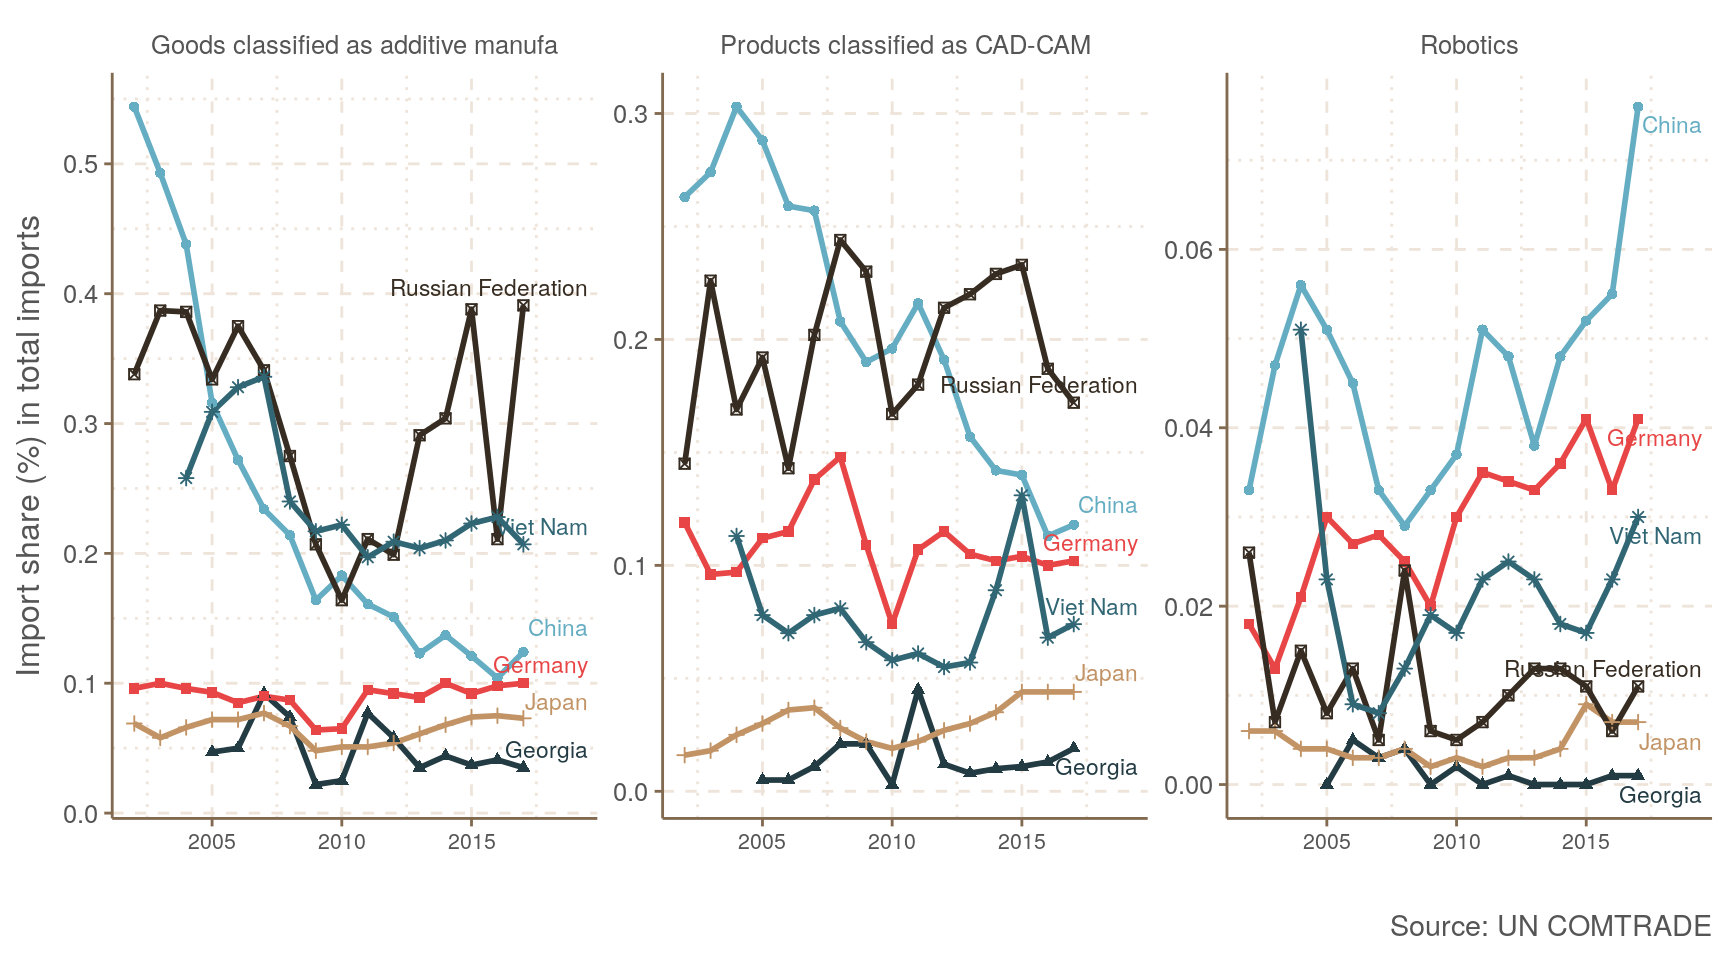 Goods classified as additive manufa
Products classified as CAD-CAM
Robotics
Import share (%) in total imports
0.5
0.4
0.3
0.2
0.1
0.0
Russian Federation
Viet Nam
China
Germany
Japan
Georgia
2005
2010
2015
0.3
0.2
0.1
0.0
Russian Federation
China
Germany
Viet Nam
Japan
Georgia
2005
2010
2015
0.06
0.04
0.02
0.00
China
Germany
Viet Nam
Russian Federation
Japan
Georgia
2005
2010
2015
Source: UN COMTRADE